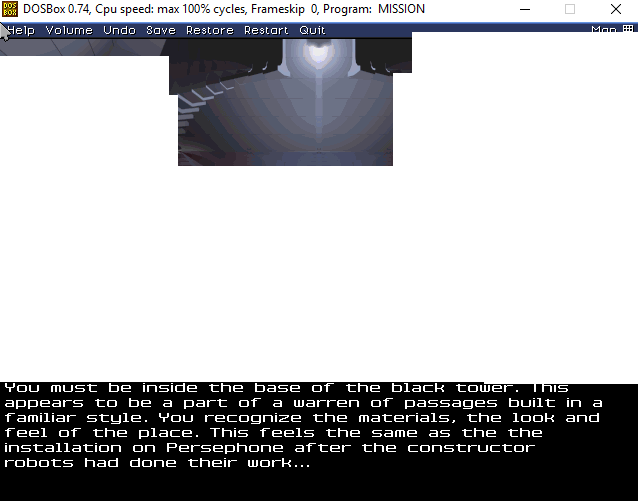 DOSBox 0.74, Cpu speed: max 100% cycles, Frameskip 0, Program: MISSION
Help Volume Undo Save Restore Restart Quit Map
You must be inside the base of the black tower. This
appears to be a part of a warren of passages built in a
familiar style. You recognize the materials, the look and
feel of the place. This feels the same as the the
installation on Persephone after the constructor
robots had done their work...